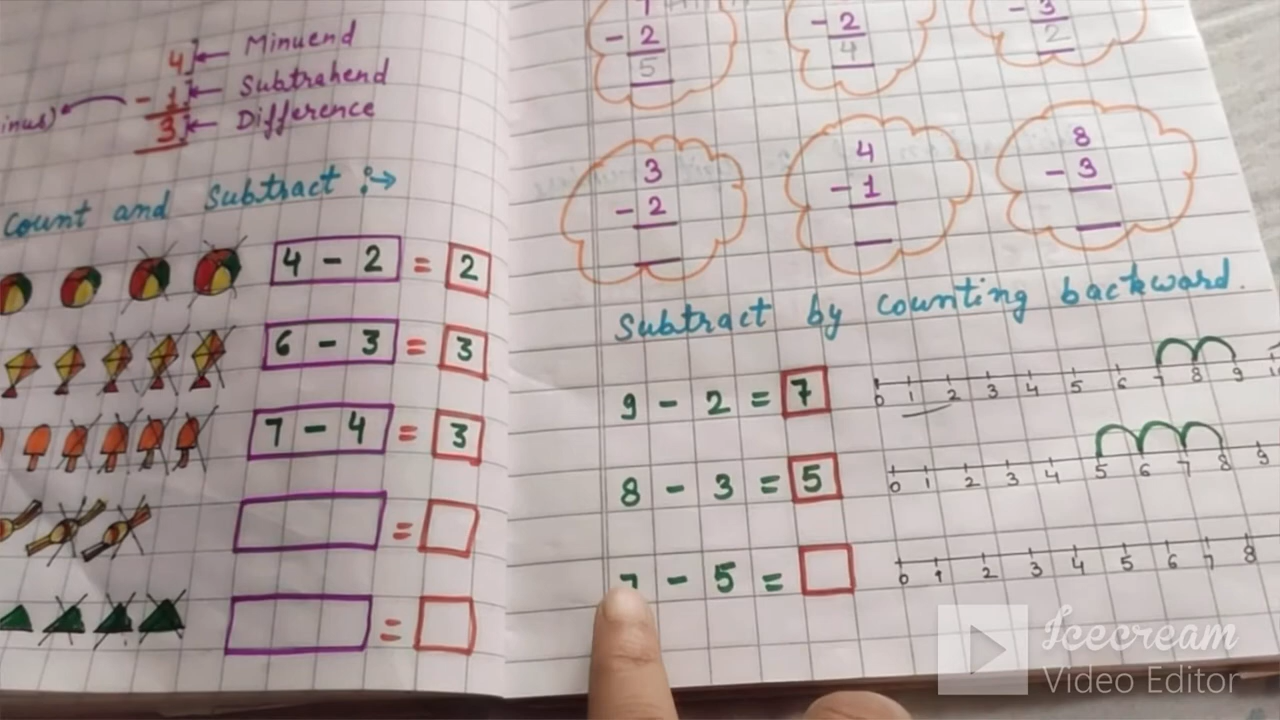 4 ← Minuend
inus) ← - 1 ← Subtrahend
3 ← Difference
Count and Subtract :→
4 - 2 = 2
6 - 3 = 3
7 - 4 = 3
=
=
- 2
5
- 2
4
- 3
2
3
- 2
4
- 1
8
- 3
Subtract by counting backward.
9 - 2 = 7
0 1 2 3 4 5 6 7 8 9
8 - 3 = 5
0 1 2 3 4 5 6 7 8 9
7 - 5 =
0 1 2 3 4 5 6 7 8
Icecream
Video Editor